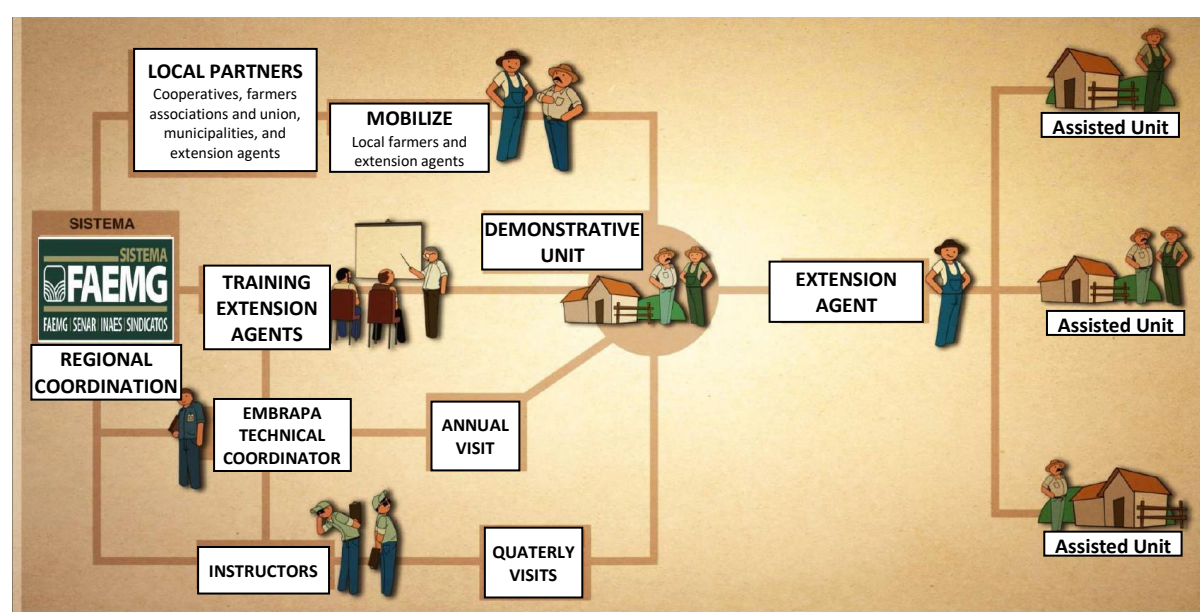 LOCAL PARTNERS
Cooperatives, farmers
associations and union,
municipalities, and
extension agents
MOBILIZE
Local farmers and
extension agents
SISTEMA
SISTEMA
FAEMG
FAEMG | SENAR | INAES | SINDICATOS
REGIONAL
COORDINATION
TRAINING
EXTENSION
AGENTS
DEMONSTRATIVE
UNIT
EXTENSION
AGENT
Assisted Unit
Assisted Unit
Assisted Unit
EMBRAPA
TECHNICAL
COORDINATOR
ANNUAL
VISIT
INSTRUCTORS
QUATERLY
VISITS